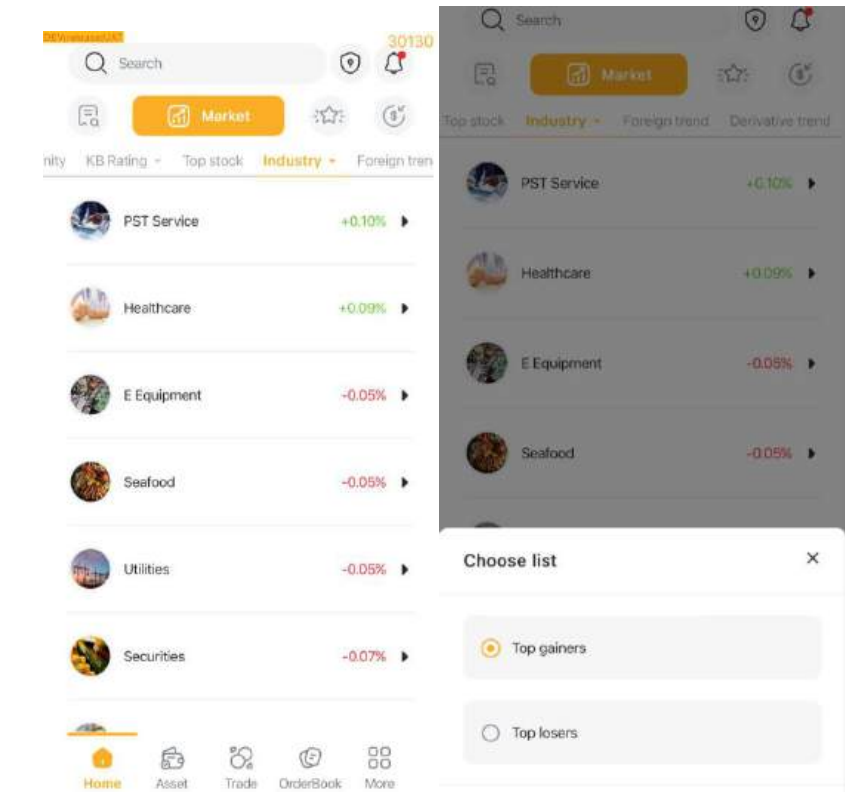 30130
Search
Market
nity KB Rating Top stock Industry Foreign tren
PST Service +0.10%
Healthcare +0.09%
E Equipment -0.05%
Seafood -0.05%
Utilities -0.05%
Securities -0.07%
Home Asset Trade OrderBook More
Search
Market
Top stock Industry Foreign trend Derivative trend
PST Service +0.10%
Healthcare +0.09%
E Equipment -0.05%
Seafood -0.05%
Choose list
Top gainers
Top losers